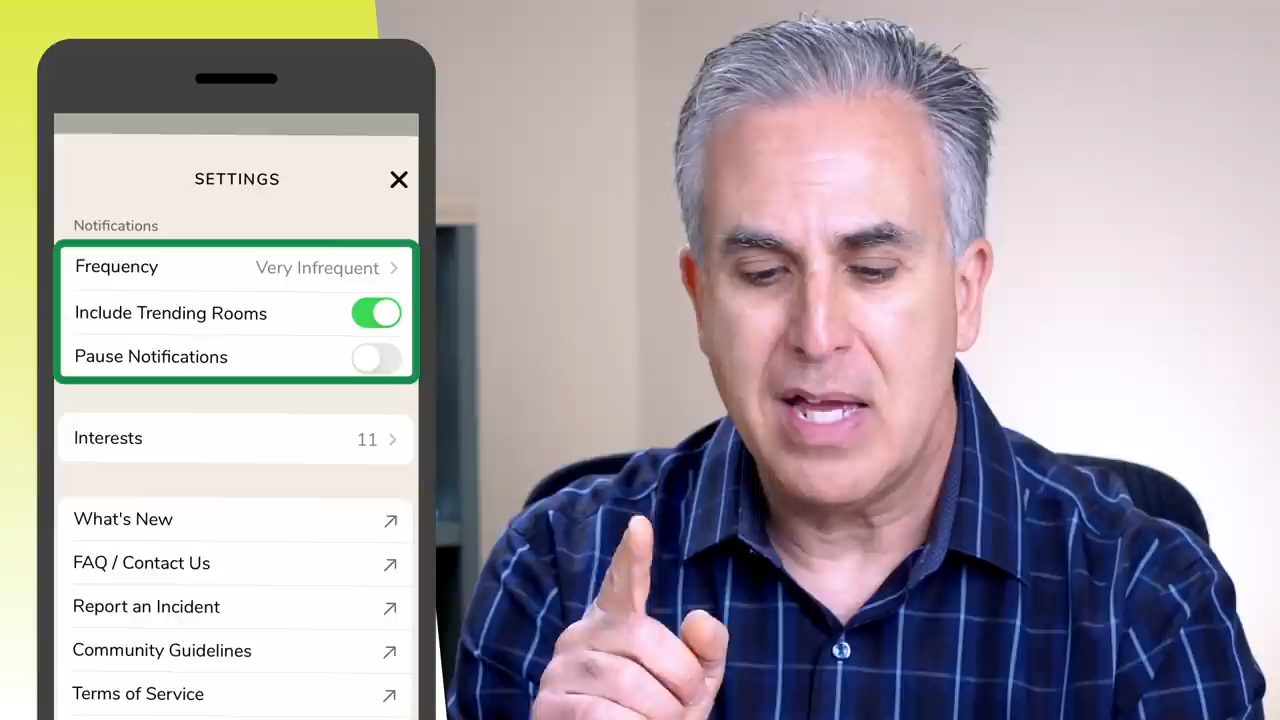 SETTINGS
Notifications
Frequency Very Infrequent
Include Trending Rooms
Pause Notifications
Interests 11
What's New
FAQ / Contact Us
Report an Incident
Community Guidelines
Terms of Service